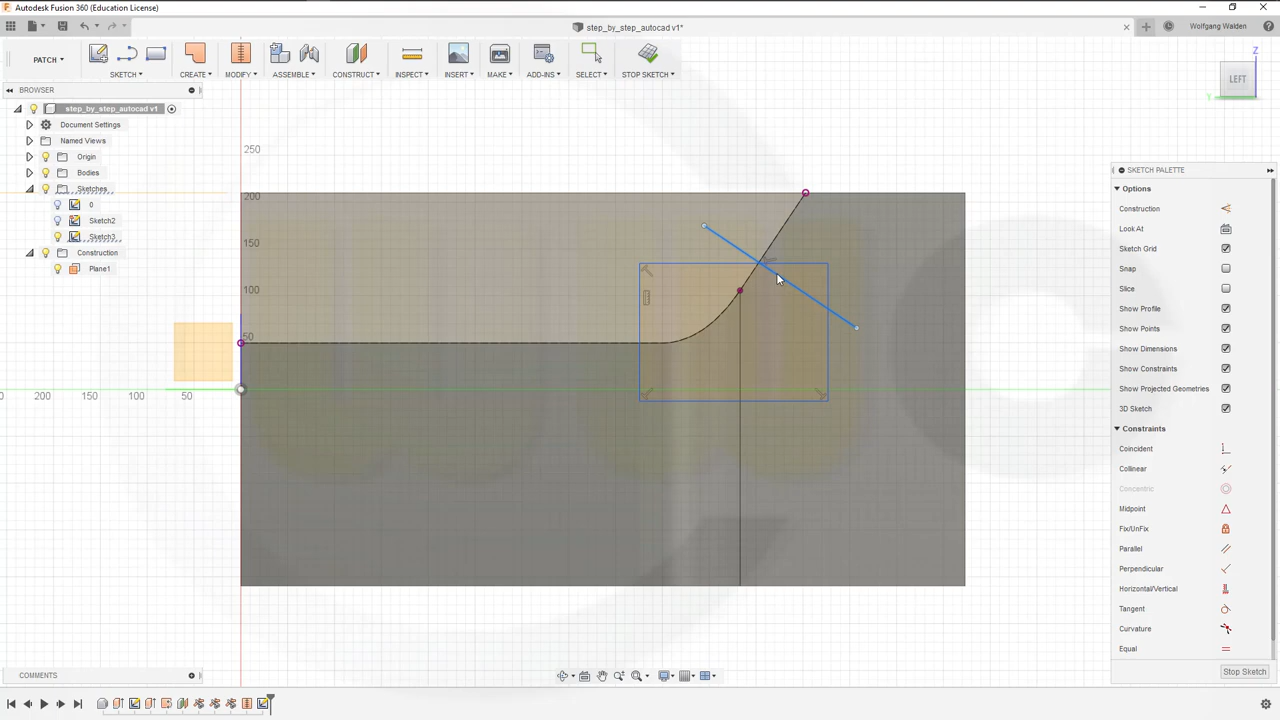 Autodesk Fusion 360 (Education License)
step_by_step_autocad v1*
Wolfgang Walden
PATCH
SKETCH
CREATE
MODIFY
ASSEMBLE
CONSTRUCT
INSPECT
INSERT
MAKE
ADD-INS
SELECT
STOP SKETCH
BROWSER
step_by_step_autocad v1
Document Settings
Named Views
Origin
Bodies
Sketches
0
Sketch2
Sketch3
Construction
Plane1
Z
LEFT
Y
250
200
150
100
50
0
200
150
100
50
SKETCH PALETTE
Options
Construction
Look At
Sketch Grid
Snap
Slice
Show Profile
Show Points
Show Dimensions
Show Constraints
Show Projected Geometries
3D Sketch
Constraints
Coincident
Collinear
Concentric
Midpoint
Fix/UnFix
Parallel
Perpendicular
Horizontal/Vertical
Tangent
Curvature
Equal
Stop Sketch
COMMENTS